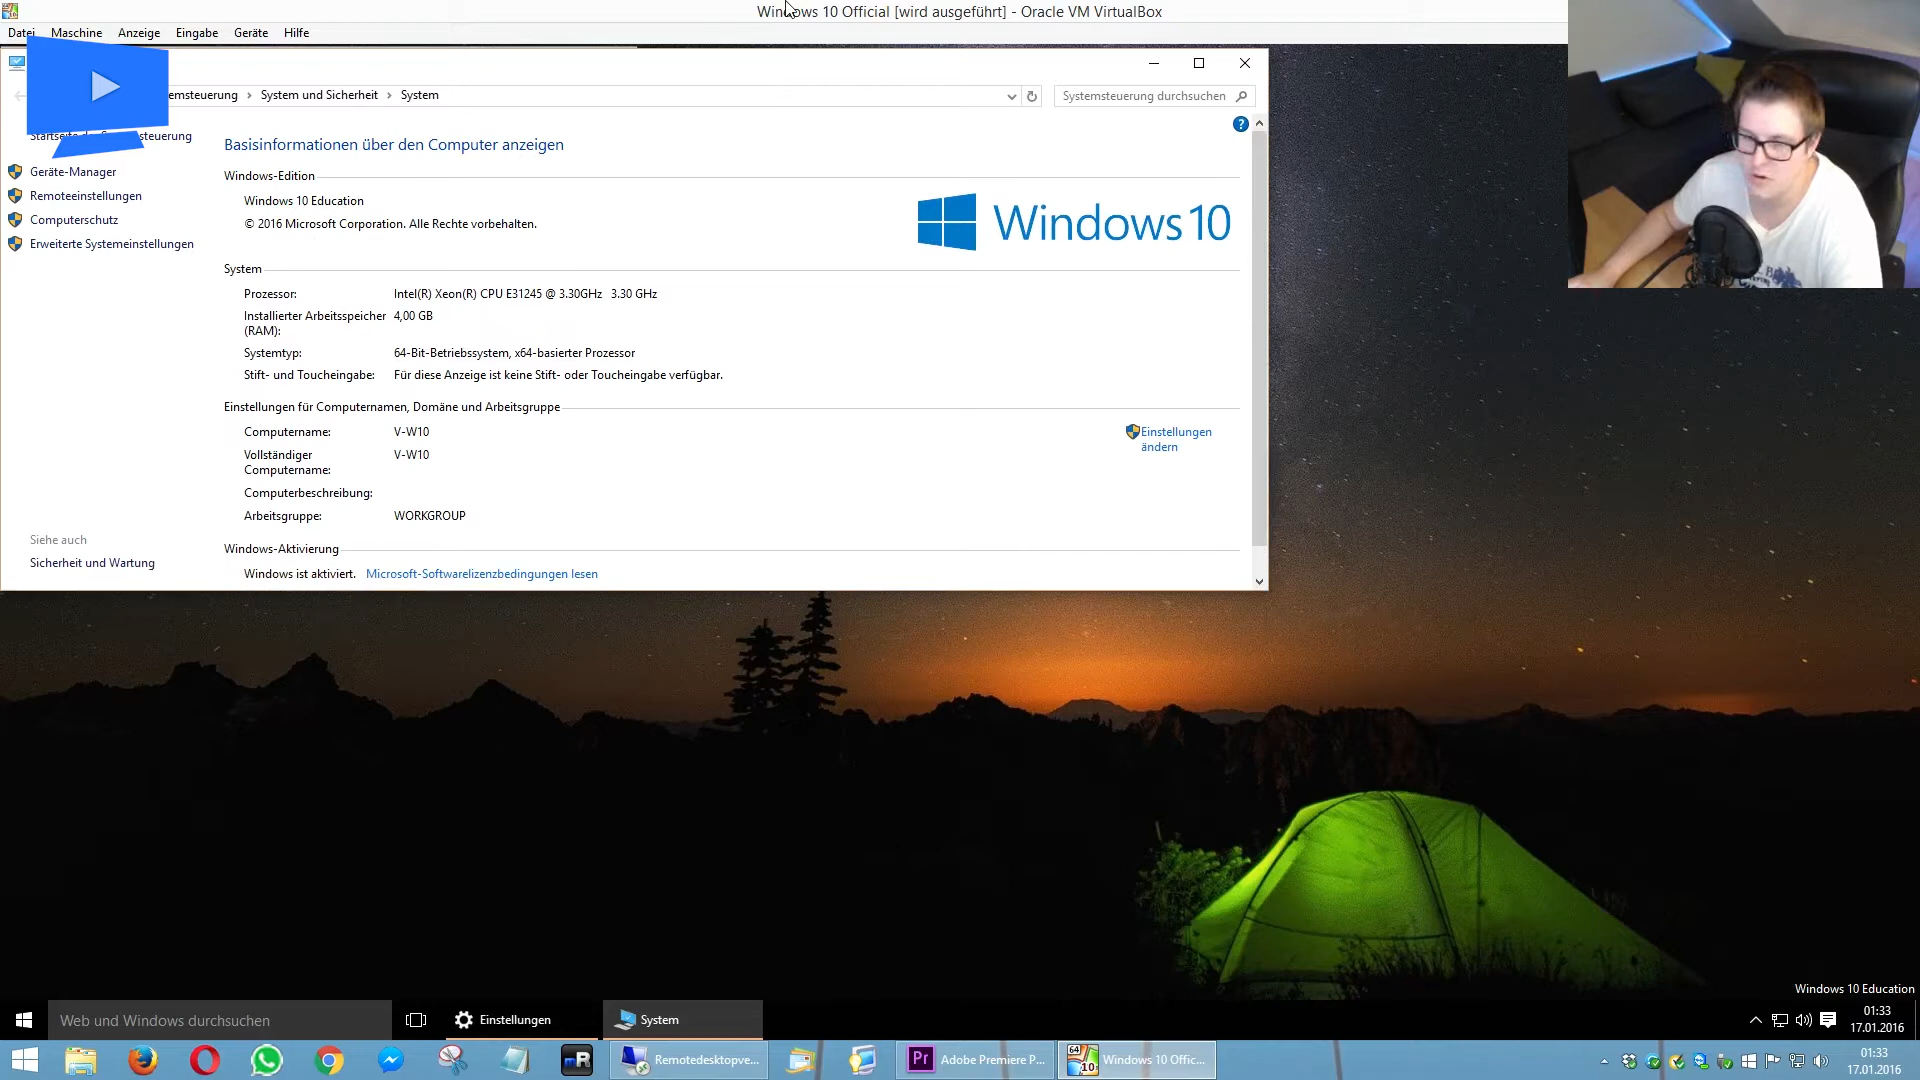 Windows 10 Official [wird ausgeführt] - Oracle VM VirtualBox
Datei Maschine Anzeige Eingabe Geräte Hilfe
emsteuerung › System und Sicherheit › System
Systemsteuerung durchsuchen
steuerung
Geräte-Manager
Remoteeinstellungen
Computerschutz
Erweiterte Systemeinstellungen
Siehe auch
Sicherheit und Wartung
Basisinformationen über den Computer anzeigen
Windows-Edition
Windows 10 Education
© 2016 Microsoft Corporation. Alle Rechte vorbehalten.
Windows 10
System
Prozessor: Intel(R) Xeon(R) CPU E31245 @ 3.30GHz 3.30 GHz
Installierter Arbeitsspeicher 4,00 GB
(RAM):
Systemtyp: 64-Bit-Betriebssystem, x64-basierter Prozessor
Stift- und Toucheingabe: Für diese Anzeige ist keine Stift- oder Toucheingabe verfügbar.
Einstellungen für Computernamen, Domäne und Arbeitsgruppe
Computername: V-W10
Einstellungen
ändern
Vollständiger V-W10
Computername:
Computerbeschreibung:
Arbeitsgruppe: WORKGROUP
Windows-Aktivierung
Windows ist aktiviert. Microsoft-Softwarelizenzbedingungen lesen
Windows 10 Education
Web und Windows durchsuchen
Einstellungen
System
01:33
17.01.2016
mR
Remotedesktopve...
Pr Adobe Premiere P...
64 10 Windows 10 Offic...
01:33
17.01.2016